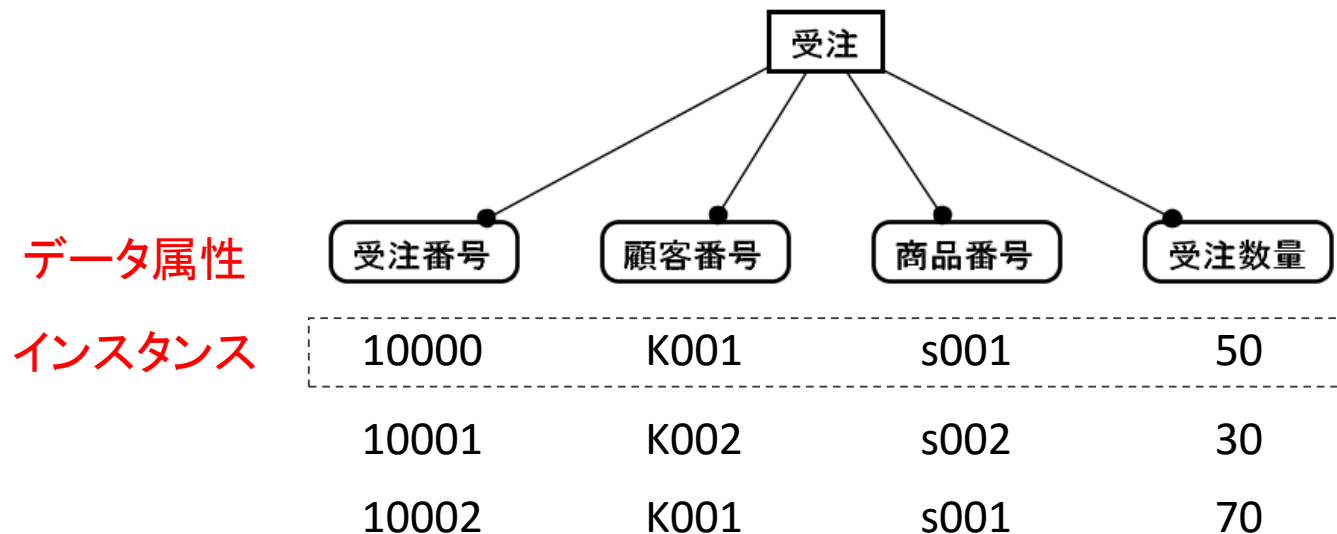 受注
データ属性 受注番号 顧客番号 商品番号 受注数量
インスタンス 10000 K001 s001 50
10001 K002 s002 30
10002 K001 s001 70